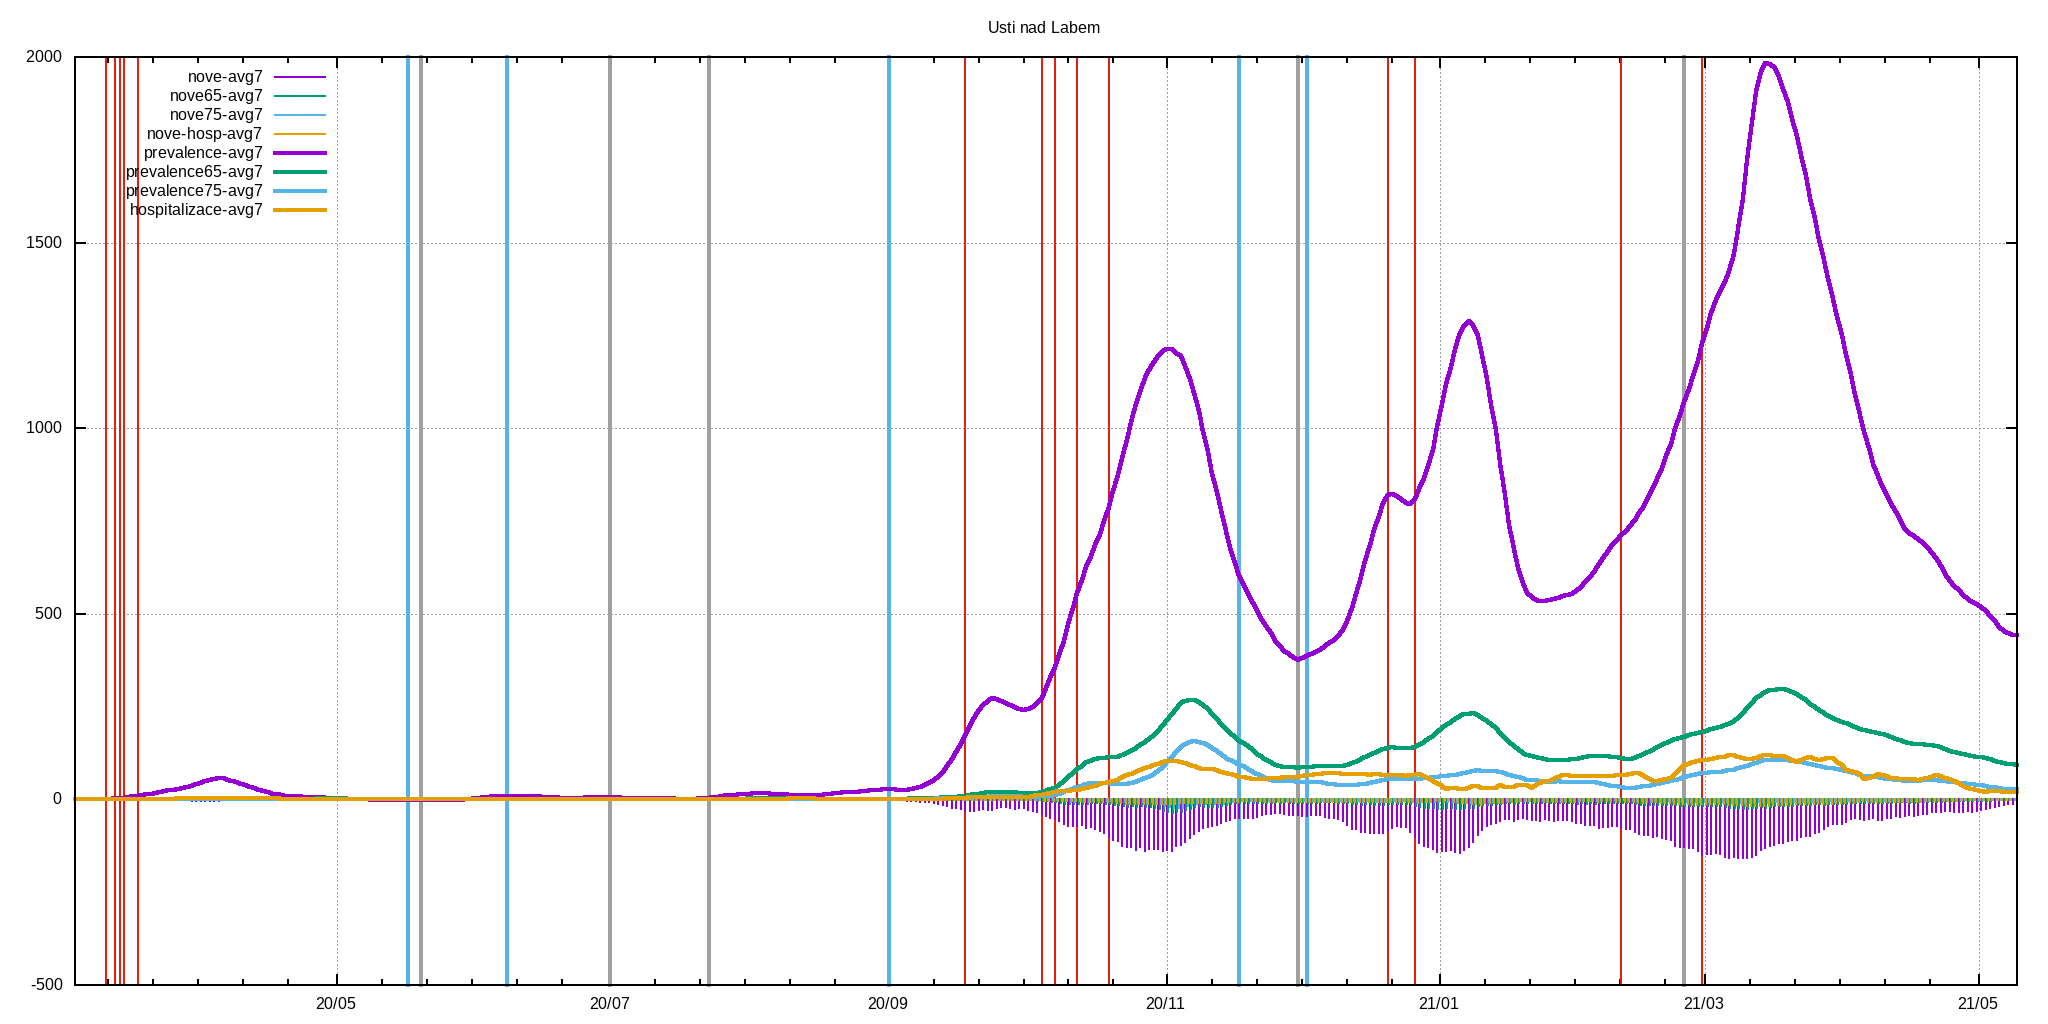 Usti nad Labem
2000
1500
1000
500
0
-500
nove-avg7
nove65-avg7
nove75-avg7
nove-hosp-avg7
prevalence-avg7
prevalence65-avg7
prevalence75-avg7
hospitalizace-avg7
20/05
20/07
20/09
20/11
21/01
21/03
21/05